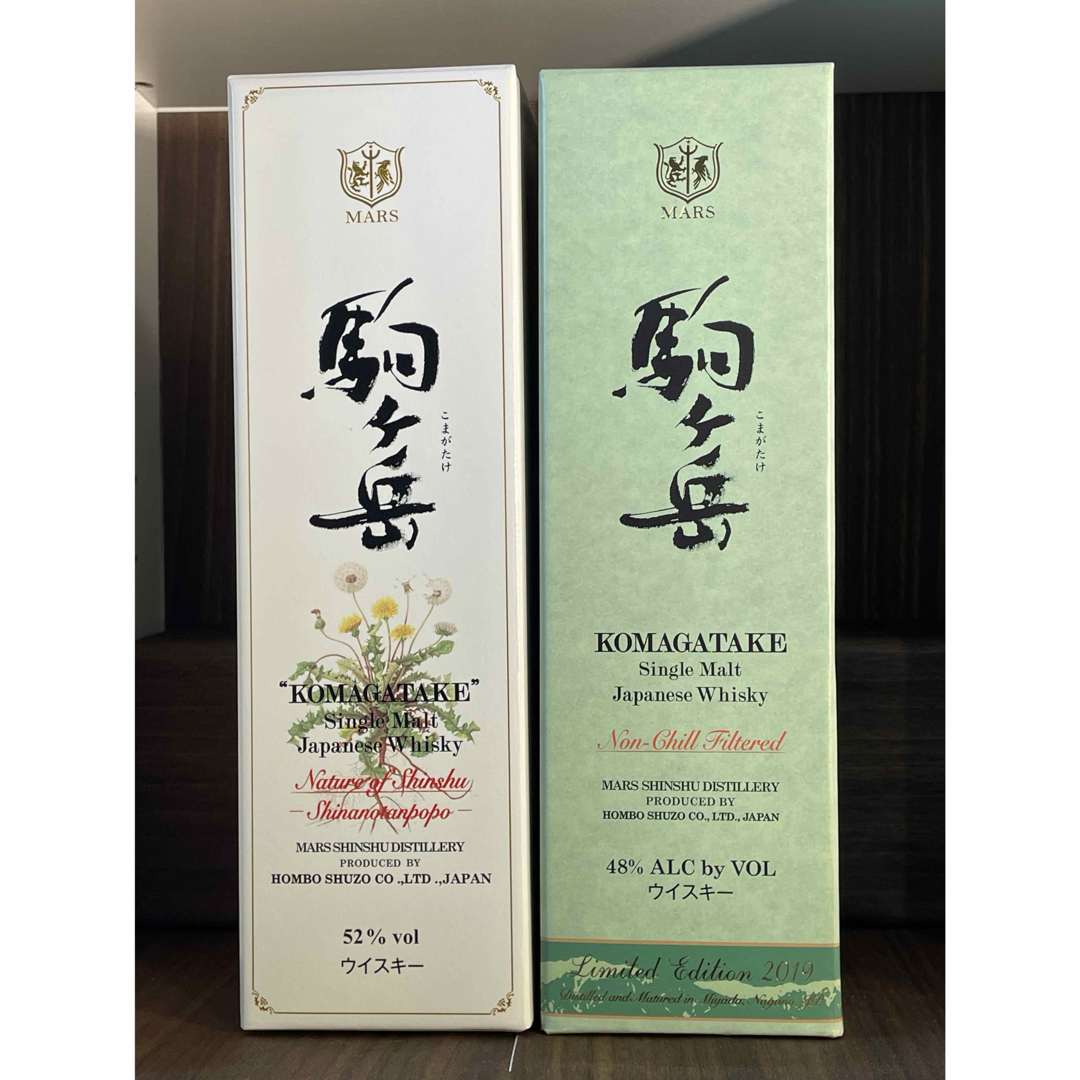 MARS
駒ヶ岳
こまがたけ
"KOMAGATAKE"
Single Malt
Japanese Whisky
Nature of Shinshu
－Shinanotanpopo－
MARS SHINSHU DISTILLERY
PRODUCED BY
HOMBO SHUZO CO .,LTD .,JAPAN
52% vol
ウイスキー
MARS
駒ヶ岳
こまがたけ
KOMAGATAKE
Single Malt
Japanese Whisky
Non-Chill Filtered
MARS SHINSHU DISTILLERY
PRODUCED BY
HOMBO SHUZO CO., LTD., JAPAN
48% ALC by VOL
ウイスキー
Limited Edition 2019
Distilled and Matured in Miyada, Nagano,